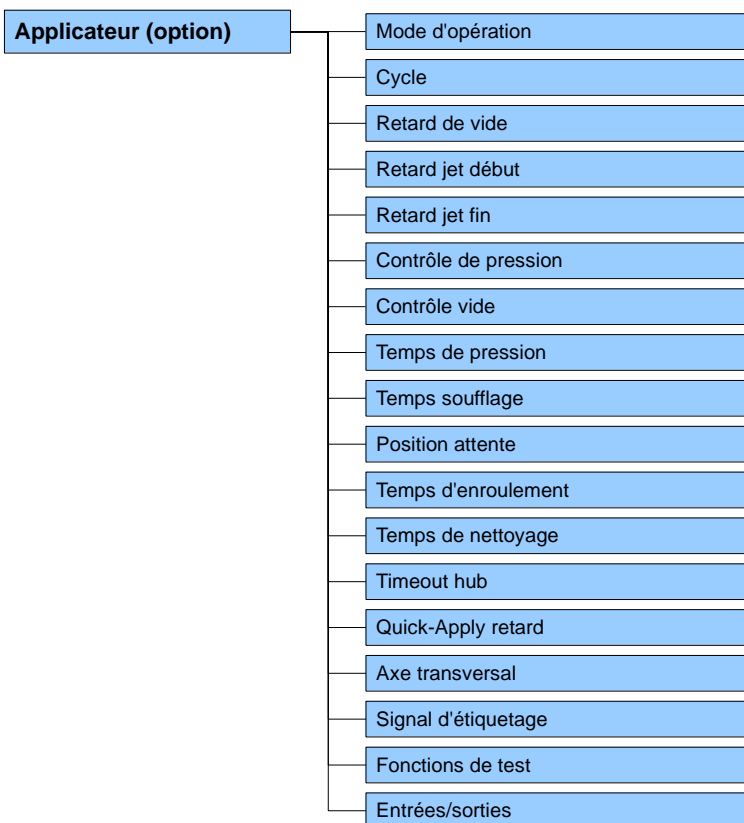 Applicateur (option)
Mode d'opération
Cycle
Retard de vide
Retard jet début
Retard jet fin
Contrôle de pression
Contrôle vide
Temps de pression
Temps soufflage
Position attente
Temps d'enroulement
Temps de nettoyage
Timeout hub
Quick-Apply retard
Axe transversal
Signal d'étiquetage
Fonctions de test
Entrées/sorties